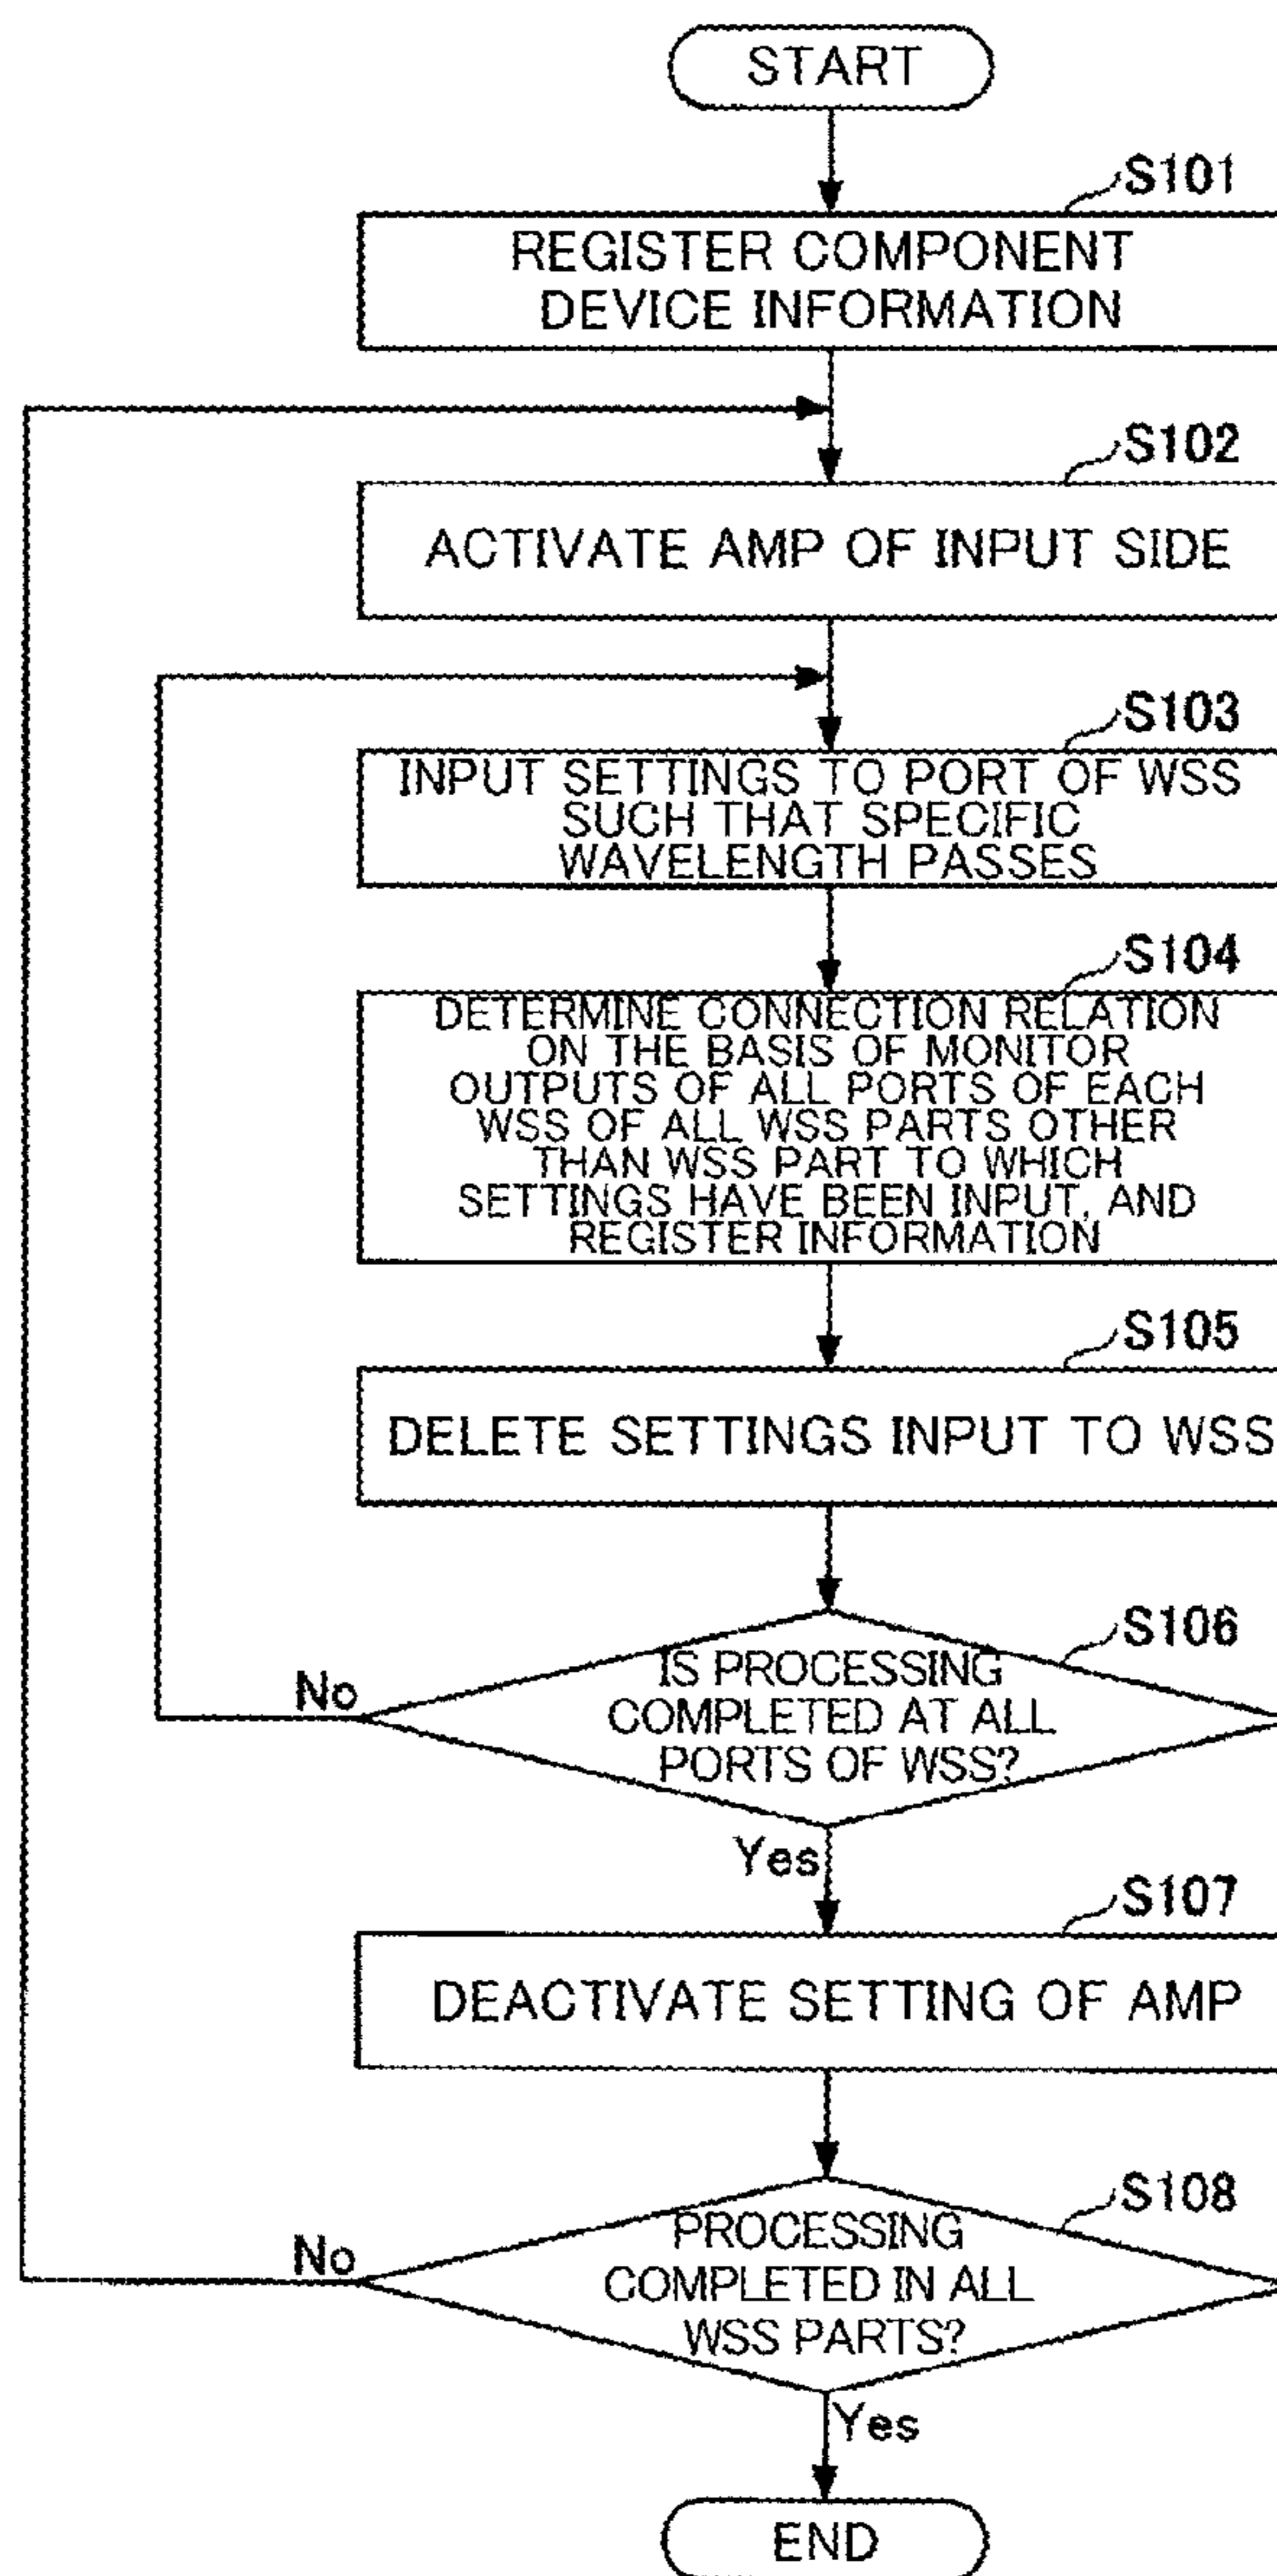 START
S101
REGISTER COMPONENT
DEVICE INFORMATION
S102
ACTIVATE AMP OF INPUT SIDE
S103
INPUT SETTINGS TO PORT OF WSS
SUCH THAT SPECIFIC
WAVELENGTH PASSES
S104
DETERMINE CONNECTION RELATION
ON THE BASIS OF MONITOR
OUTPUTS OF ALL PORTS OF EACH
WSS OF ALL WSS PARTS OTHER
THAN WSS PART TO WHICH
SETTINGS HAVE BEEN INPUT, AND
REGISTER INFORMATION
S105
DELETE SETTINGS INPUT TO WSS
S106
IS PROCESSING
COMPLETED AT ALL
PORTS OF WSS?
No
Yes
S107
DEACTIVATE SETTING OF AMP
S108
PROCESSING
COMPLETED IN ALL
WSS PARTS?
No
Yes
END